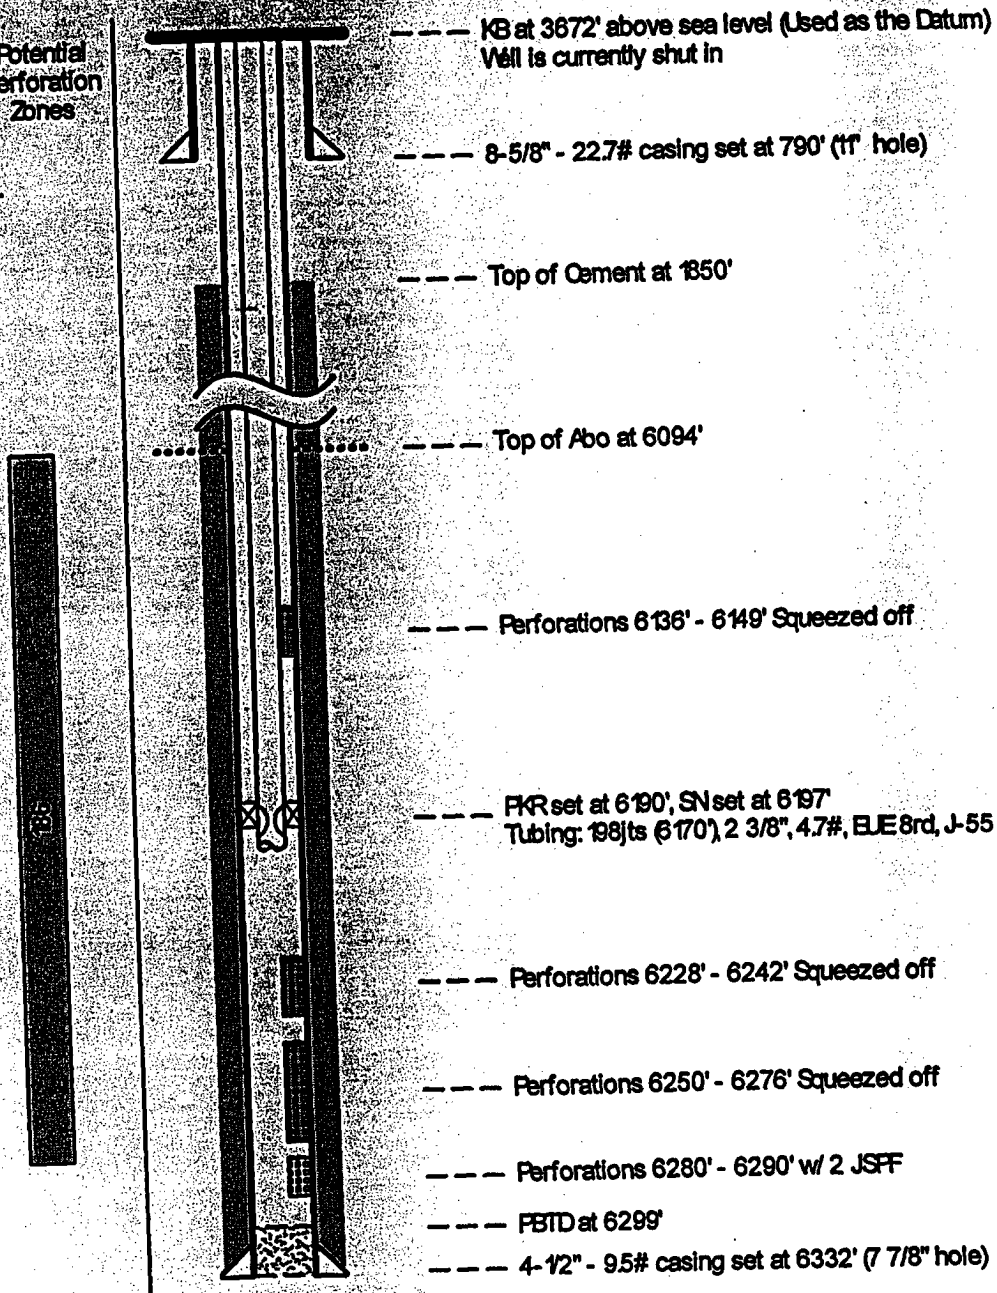 Potential
Perforation
Zones
KB at 3672' above sea level (Used as the Datum)
Well is currently shut in
8-5/8" - 22.7# casing set at 790' (11" hole)
Top of Cement at 1850'
Top of Abo at 6094'
Perforations 6136' - 6149' Squeezed off
PKR set at 6190', SN set at 6197'
Tubing: 198jts (6170'), 2 3/8", 4.7#, EUE 8rd, J-55
Perforations 6228' - 6242' Squeezed off
Perforations 6250' - 6276' Squeezed off
Perforations 6280' - 6290' w/ 2 JSPF
PBTD at 6299'
4-1/2" - 9.5# casing set at 6332' (7 7/8" hole)